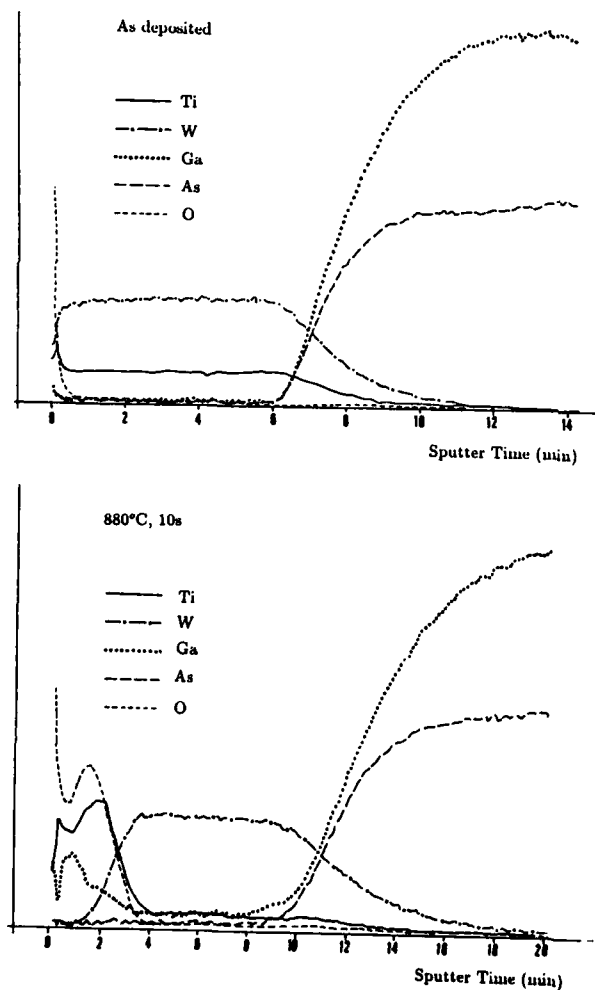 As deposited
Ti
W
Ga
As
O
0 2 4 6 8 10 12 14
Sputter Time (min)
880°C, 10s
Ti
W
Ga
As
O
0 2 4 6 8 10 12 14 16 18 20
Sputter Time (min)